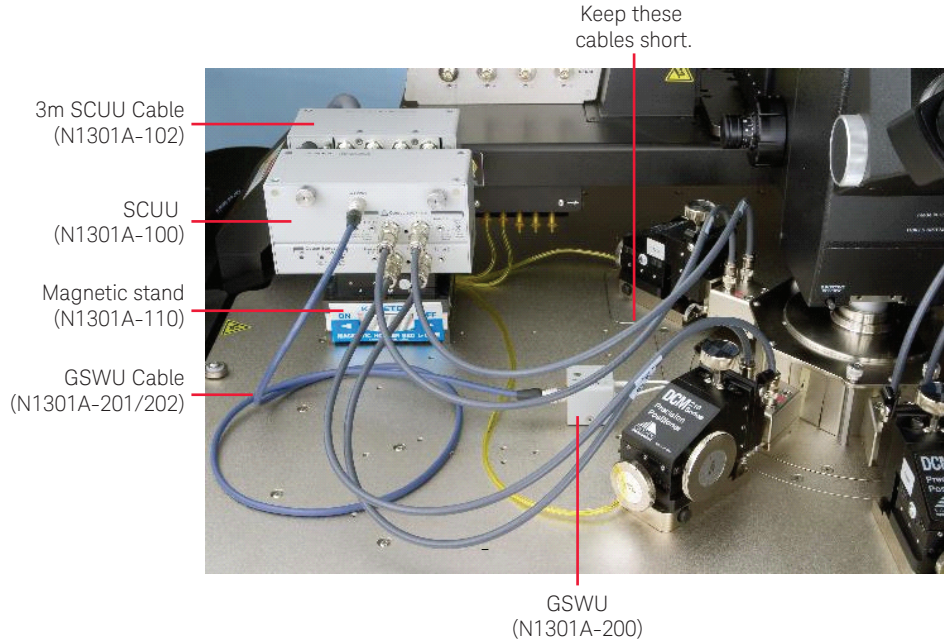 Keep these
cables short.
3m SCUU Cable
(N1301A-102)
SCUU
(N1301A-100)
Magnetic stand
(N1301A-110)
ON
GSWU Cable
(N1301A-201/202)
DCM
Precision
Positioner
DCM
GSWU
(N1301A-200)